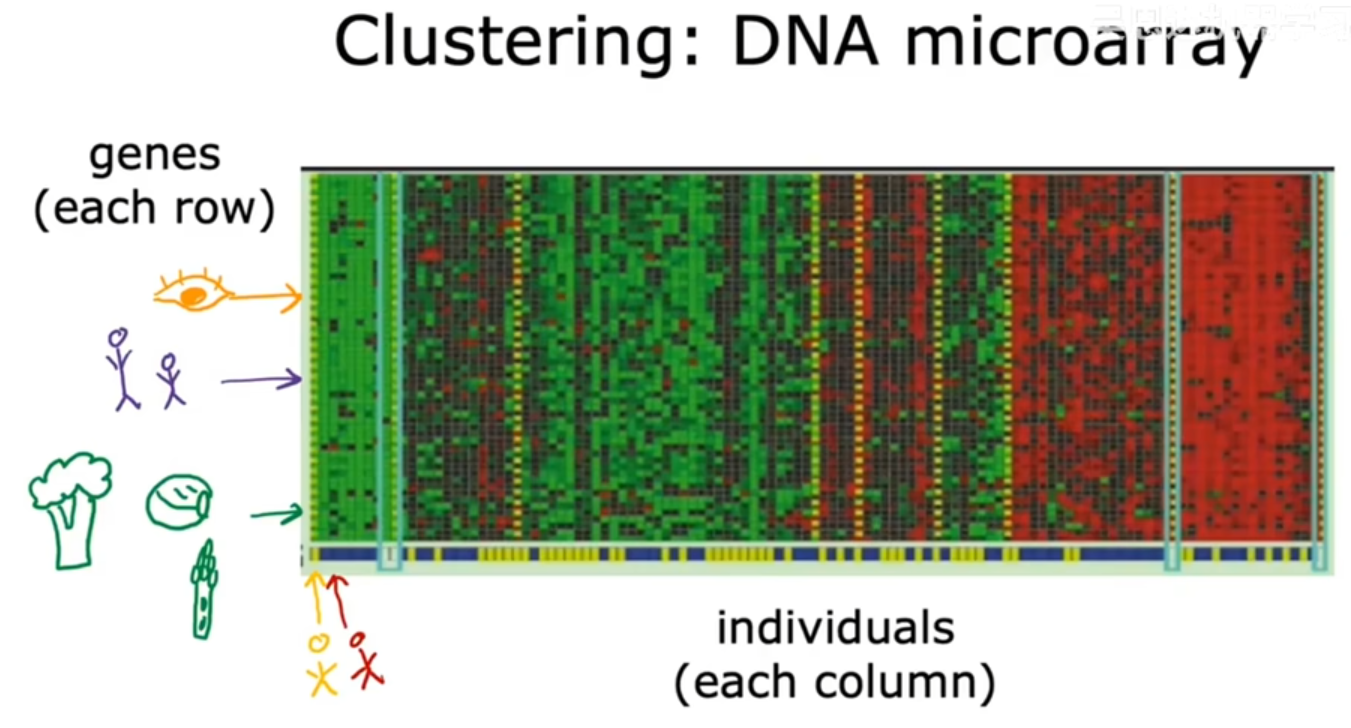 Clustering: DNA microarray
genes
(each row)
individuals
(each column)